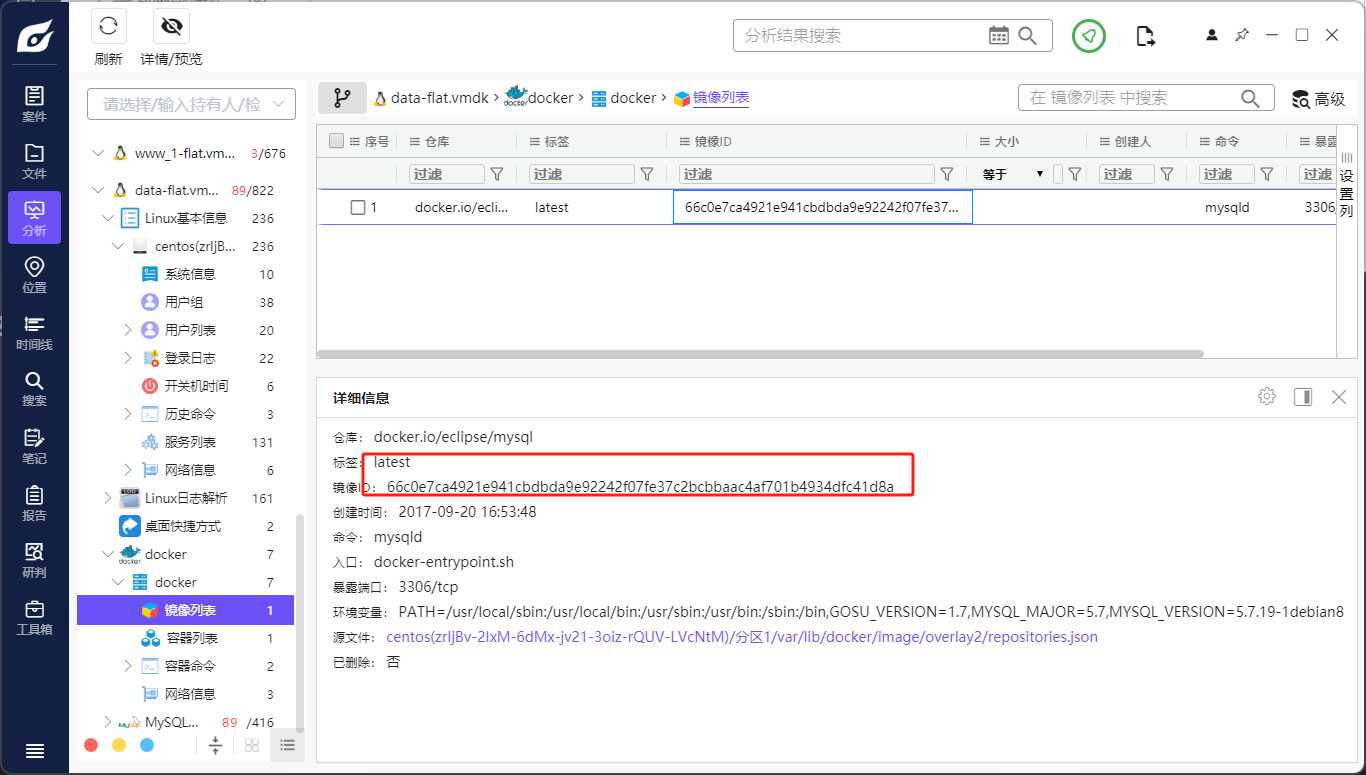 刷新
详情/预览
分析结果搜索
案件
文件
分析
位置
时间线
搜索
笔记
报告
研判
工具箱
请选择/输入持有人/检
www_1-flat.vm... 3/676
data-flat.vm... 89/822
Linux基本信息 236
centos(zrljB... 236
系统信息 10
用户组 38
用户列表 20
登录日志 22
开关机时间 6
历史命令 3
服务列表 131
网络信息 6
Linux日志解析 161
桌面快捷方式 2
docker 7
docker 7
镜像列表 1
容器列表 1
容器命令 2
网络信息 3
MySQL... 89 /416
data-flat.vmdk > docker > docker > 镜像列表
在 镜像列表 中搜索
高级
序号 仓库 标签 镜像ID 大小 创建人 命令 暴露
过滤 过滤 过滤 等于 过滤 过滤 过滤
设置列
1 docker.io/ecli... latest 66c0e7ca4921e941cbdbda9e92242f07fe37... mysqld 3306
详细信息
仓库: docker.io/eclipse/mysql
标签: latest
镜像ID: 66c0e7ca4921e941cbdbda9e92242f07fe37c2bcbbaac4af701b4934dfc41d8a
创建时间: 2017-09-20 16:53:48
命令: mysqld
入口: docker-entrypoint.sh
暴露端口: 3306/tcp
环境变量: PATH=/usr/local/sbin:/usr/local/bin:/usr/sbin:/usr/bin:/sbin:/bin,GOSU_VERSION=1.7,MYSQL_MAJOR=5.7,MYSQL_VERSION=5.7.19-1debian8
源文件: centos(zrljBv-2IxM-6dMx-jv21-3oiz-rQUV-LVcNtM)/分区1/var/lib/docker/image/overlay2/repositories.json
已删除: 否